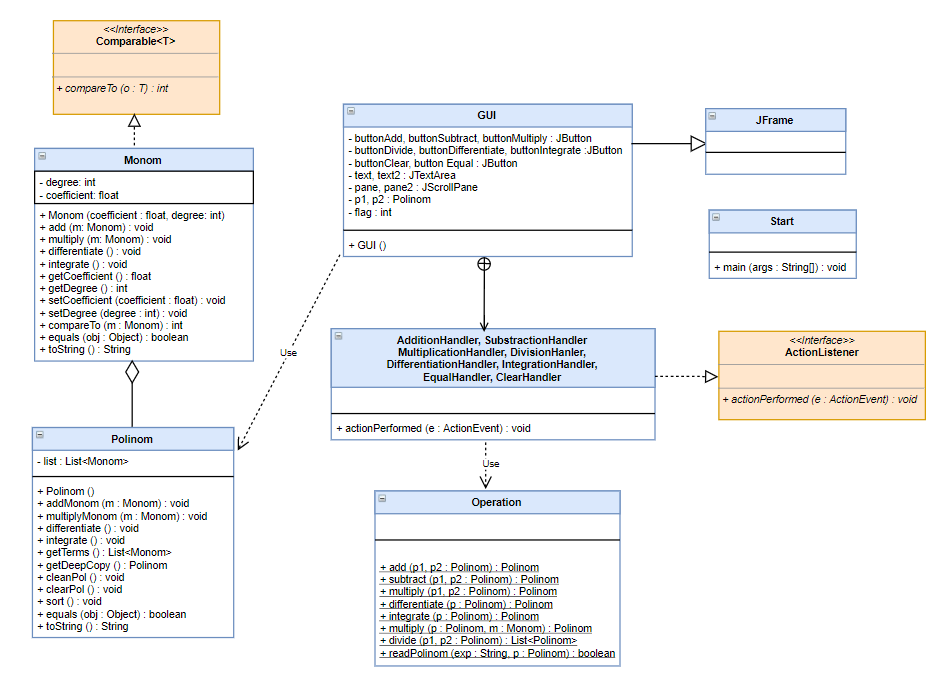 <<Interface>>
Comparable<T>
+ compareTo (o : T) : int
Monom
- degree: int
- coefficient: float
+ Monom (coefficient : float, degree: int)
+ add (m: Monom) : void
+ multiply (m: Monom) : void
+ differentiate () : void
+ integrate () : void
+ getCoefficient () : float
+ getDegree () : int
+ setCoefficient (coefficient : float) : void
+ setDegree (degree : int) : void
+ compareTo (m : Monom) : int
+ equals (obj : Object) : boolean
+ toString () : String
Polinom
- list : List<Monom>
+ Polinom ()
+ addMonom (m : Monom) : void
+ multiplyMonom (m : Monom) : void
+ differentiate () : void
+ integrate () : void
+ getTerms () : List<Monom>
+ getDeepCopy () : Polinom
+ cleanPol () : void
+ clearPol () : void
+ sort () : void
+ equals (obj : Object) : boolean
+ toString () : String
Use
GUI
- buttonAdd, buttonSubtract, buttonMultiply : JButton
- buttonDivide, buttonDifferentiate, buttonIntegrate :JButton
- buttonClear, button Equal : JButton
- text, text2 : JTextArea
- pane, pane2 : JScrollPane
- p1, p2 : Polinom
- flag : int
+ GUI ()
AdditionHandler, SubstractionHandler
MultiplicationHandler, DivisionHanler,
DifferentiationHandler, IntegrationHandler,
EqualHandler, ClearHandler
+ actionPerformed (e : ActionEvent) : void
Use
Operation
+ add (p1, p2 : Polinom) : Polinom
+ subtract (p1, p2 : Polinom) : Polinom
+ multiply (p1, p2 : Polinom) : Polinom
+ differentiate (p : Polinom) : Polinom
+ integrate (p : Polinom) : Polinom
+ multiply (p : Polinom, m : Monom) : Polinom
+ divide (p1, p2 : Polinom) : List<Polinom>
+ readPolinom (exp : String, p : Polinom) : boolean
JFrame
Start
+ main (args : String[]) : void
<<Interface>>
ActionListener
+ actionPerformed (e : ActionEvent) : void